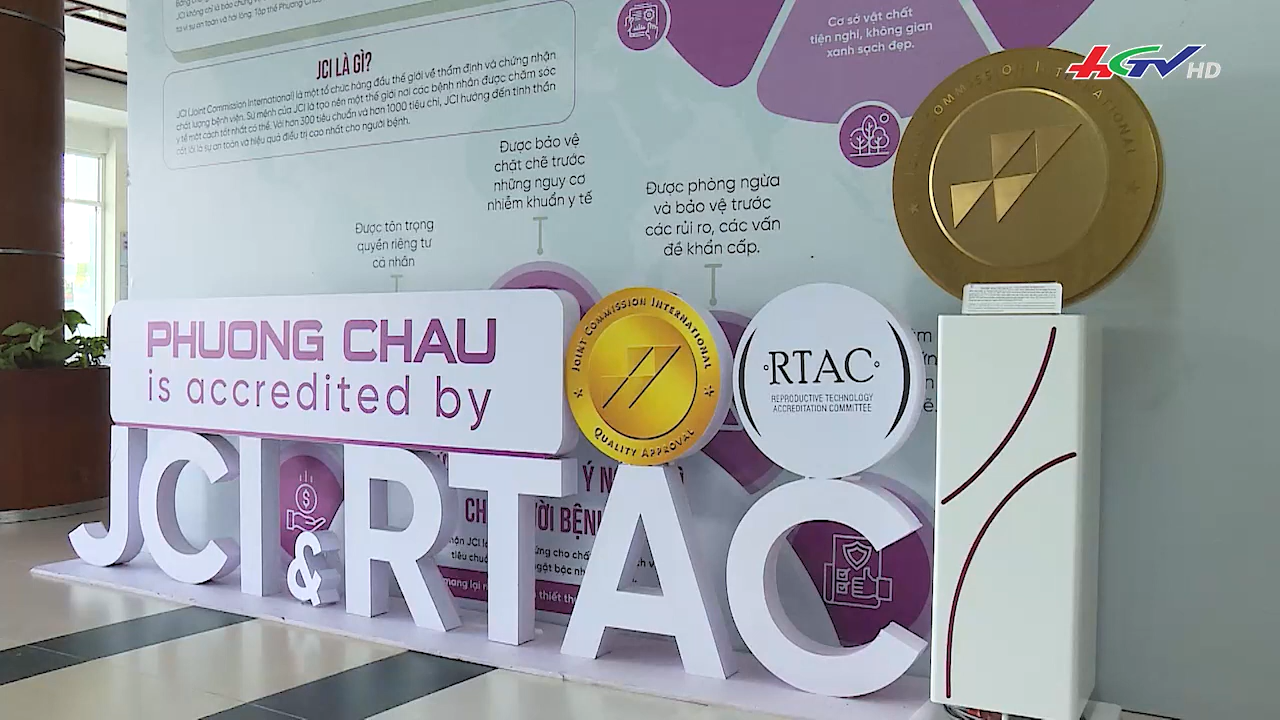 JCI LÀ GÌ?
JCI (Joint Commission International) là một tổ chức hàng đầu thế giới về thẩm định và chứng nhận
chất lượng bệnh viện. Sứ mệnh của JCI là tạo nên một thế giới nơi các bệnh nhân được chăm sóc
y tế một cách tốt nhất có thể. Với hơn 300 tiêu chuẩn và hơn 1000 tiêu chí, JCI hướng đến tinh thần
cốt lõi là sự an toàn và hiệu quả điều trị cao nhất cho người bệnh.
Cơ sở vật chất
tiện nghi, không gian
xanh sạch đẹp.
HGTV HD
Được bảo vệ
chặt chẽ trước
những nguy cơ
nhiễm khuẩn y tế
Được phòng ngừa
và bảo vệ trước
các rủi ro, các vấn
đề khẩn cấp.
Được tôn trọng
quyền riêng tư
cá nhân
PHUONG CHAU
is accredited by
JOINT COMMISSION INTERNATIONAL
QUALITY APPROVAL
RTAC
REPRODUCTIVE TECHNOLOGY
ACCREDITATION COMMITTEE
JCI & RTAC